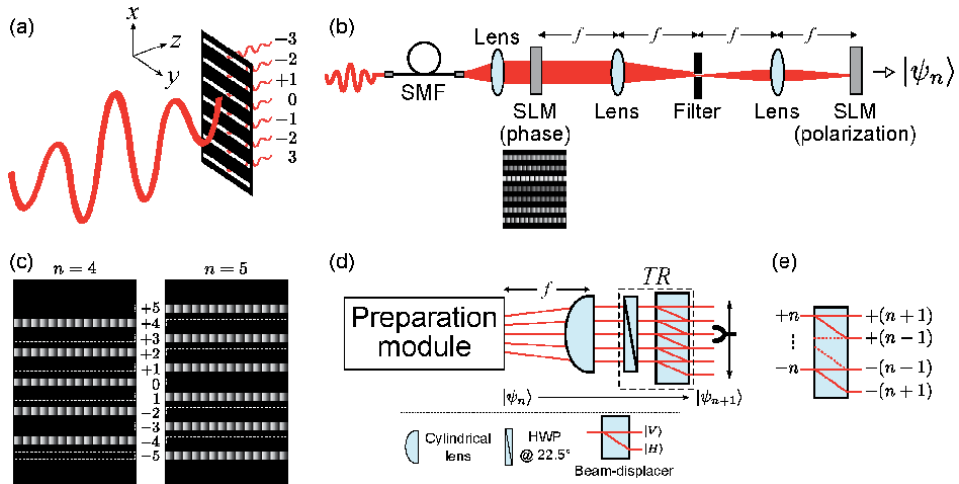 (a)
x
z
y
−3
−2
+1
0
−1
−2
3
(b)
f f f f
Lens
SMF
SLM
(phase)
Lens
Filter
Lens
SLM
(polarization)
|ψn⟩
(c)
n = 4 n = 5
+5
+4
+3
+2
+1
0
1
−2
−3
−4
−5
(d)
f
TR
Preparation
module
|ψn⟩ |ψn+1⟩
Cylindrical
lens
HWP
@ 22.5°
|V⟩
|H⟩
Beam-displacer
(e)
+n
−n
+(n+1)
+(n−1)
−(n−1)
−(n+1)